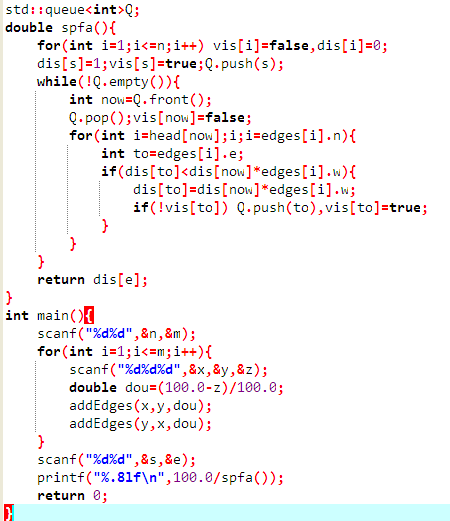 std::queue<int>Q;
double spfa(){
    for(int i=1;i<=n;i++) vis[i]=false,dis[i]=0;
    dis[s]=1;vis[s]=true;Q.push(s);
    while(!Q.empty()){
        int now=Q.front();
        Q.pop();vis[now]=false;
        for(int i=head[now];i;i=edges[i].n){
            int to=edges[i].e;
            if(dis[to]<dis[now]*edges[i].w){
                dis[to]=dis[now]*edges[i].w;
                if(!vis[to]) Q.push(to),vis[to]=true;
            }
        }
    }
    return dis[e];
}
int main(){
    scanf("%d%d",&n,&m);
    for(int i=1;i<=m;i++){
        scanf("%d%d%d",&x,&y,&z);
        double dou=(100.0-z)/100.0;
        addEdges(x,y,dou);
        addEdges(y,x,dou);
    }
    scanf("%d%d",&s,&e);
    printf("%.8lf\n",100.0/spfa());
    return 0;
}